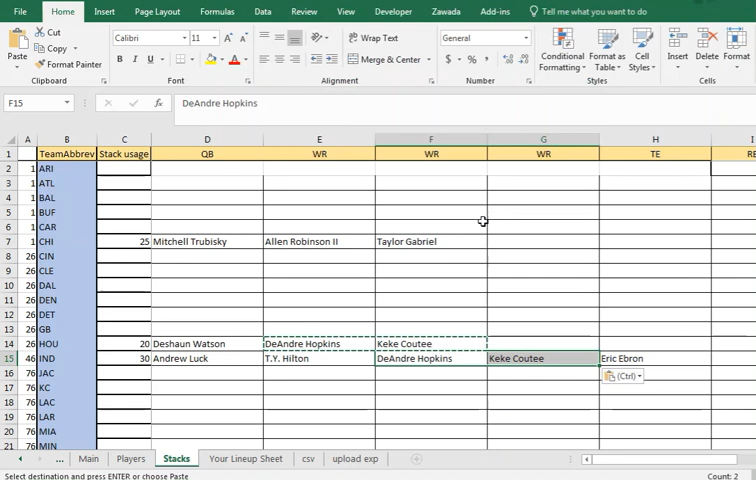 File Home Insert Page Layout Formulas Data Review View Developer Zawada Add-ins Tell me what you want to do
Cut
Copy
Format Painter
Paste
Calibri 11 A A
B I U A
Wrap Text
Merge & Center
General
$ % , .0 .00 .00 .0
Conditional Formatting
Format as Table
Cell Styles
Insert
Delete
Format
Clipboard Font Alignment Number Styles Cells
F15 fx DeAndre Hopkins
A B C D E F G H I
1 TeamAbbrev Stack usage QB WR WR WR TE
2 1 ARI
3 1 ATL
4 1 BAL
5 1 BUF
6 1 CAR
7 1 CHI 25 Mitchell Trubisky Allen Robinson II Taylor Gabriel
8 26 CIN
9 26 CLE
10 26 DAL
11 26 DEN
12 26 DET
13 26 GB
14 26 HOU 20 Deshaun Watson DeAndre Hopkins Keke Coutee
15 46 IND 30 Andrew Luck T.Y. Hilton DeAndre Hopkins Keke Coutee Eric Ebron
16 76 JAC (Ctrl)
17 76 KC
18 76 LAC
19 76 LAR
20 76 MIA
21 76 MIN
... Main Players Stacks Your Lineup Sheet csv upload exp
Select destination and press ENTER or choose Paste Count: 2